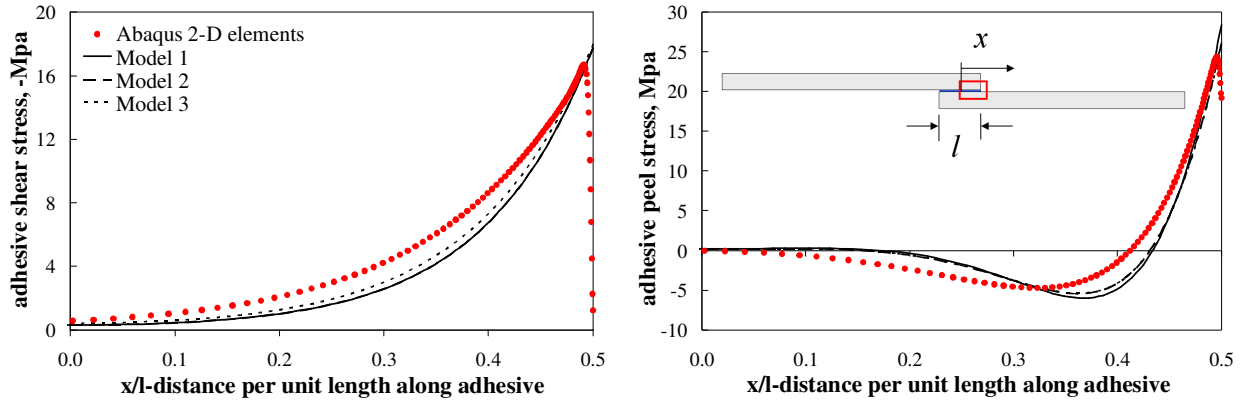 adhesive shear stress, -Mpa
20
16
12
8
4
0
Abaqus 2-D elements
Model 1
Model 2
Model 3
0.0 0.1 0.2 0.3 0.4 0.5
x/l-distance per unit length along adhesive
adhesive peel stress, Mpa
30
25
20
15
10
5
0
-5
-10
x
l
0.0 0.1 0.2 0.3 0.4 0.5
x/l-distance per unit length along adhesive